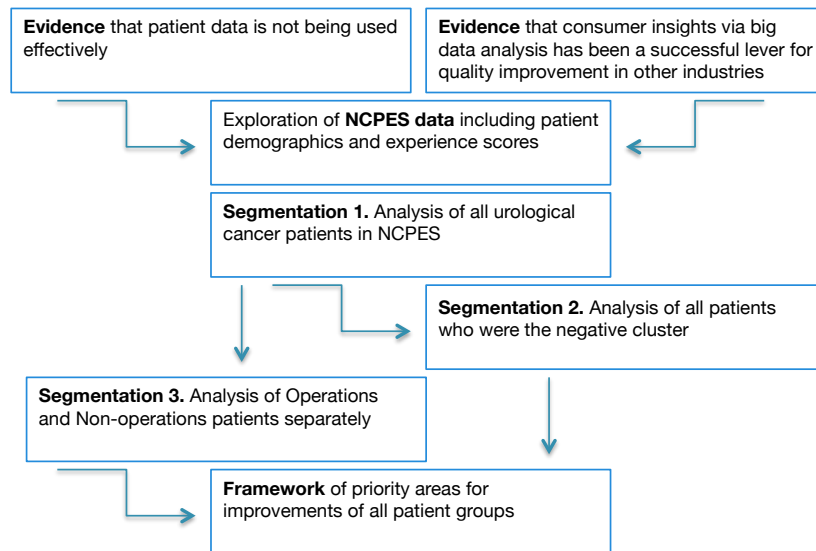 Evidence that patient data is not being used
effectively
Evidence that consumer insights via big
data analysis has been a successful lever for
quality improvement in other industries
Exploration of NCPES data including patient
demographics and experience scores
Segmentation 1. Analysis of all urological
cancer patients in NCPES
Segmentation 2. Analysis of all patients
who were the negative cluster
Segmentation 3. Analysis of Operations
and Non-operations patients separately
Framework of priority areas for
improvements of all patient groups